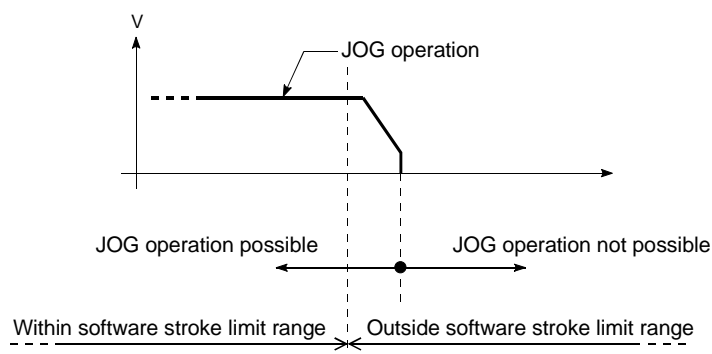 V
JOG operation
JOG operation possible
JOG operation not possible
Within software stroke limit range
Outside software stroke limit range